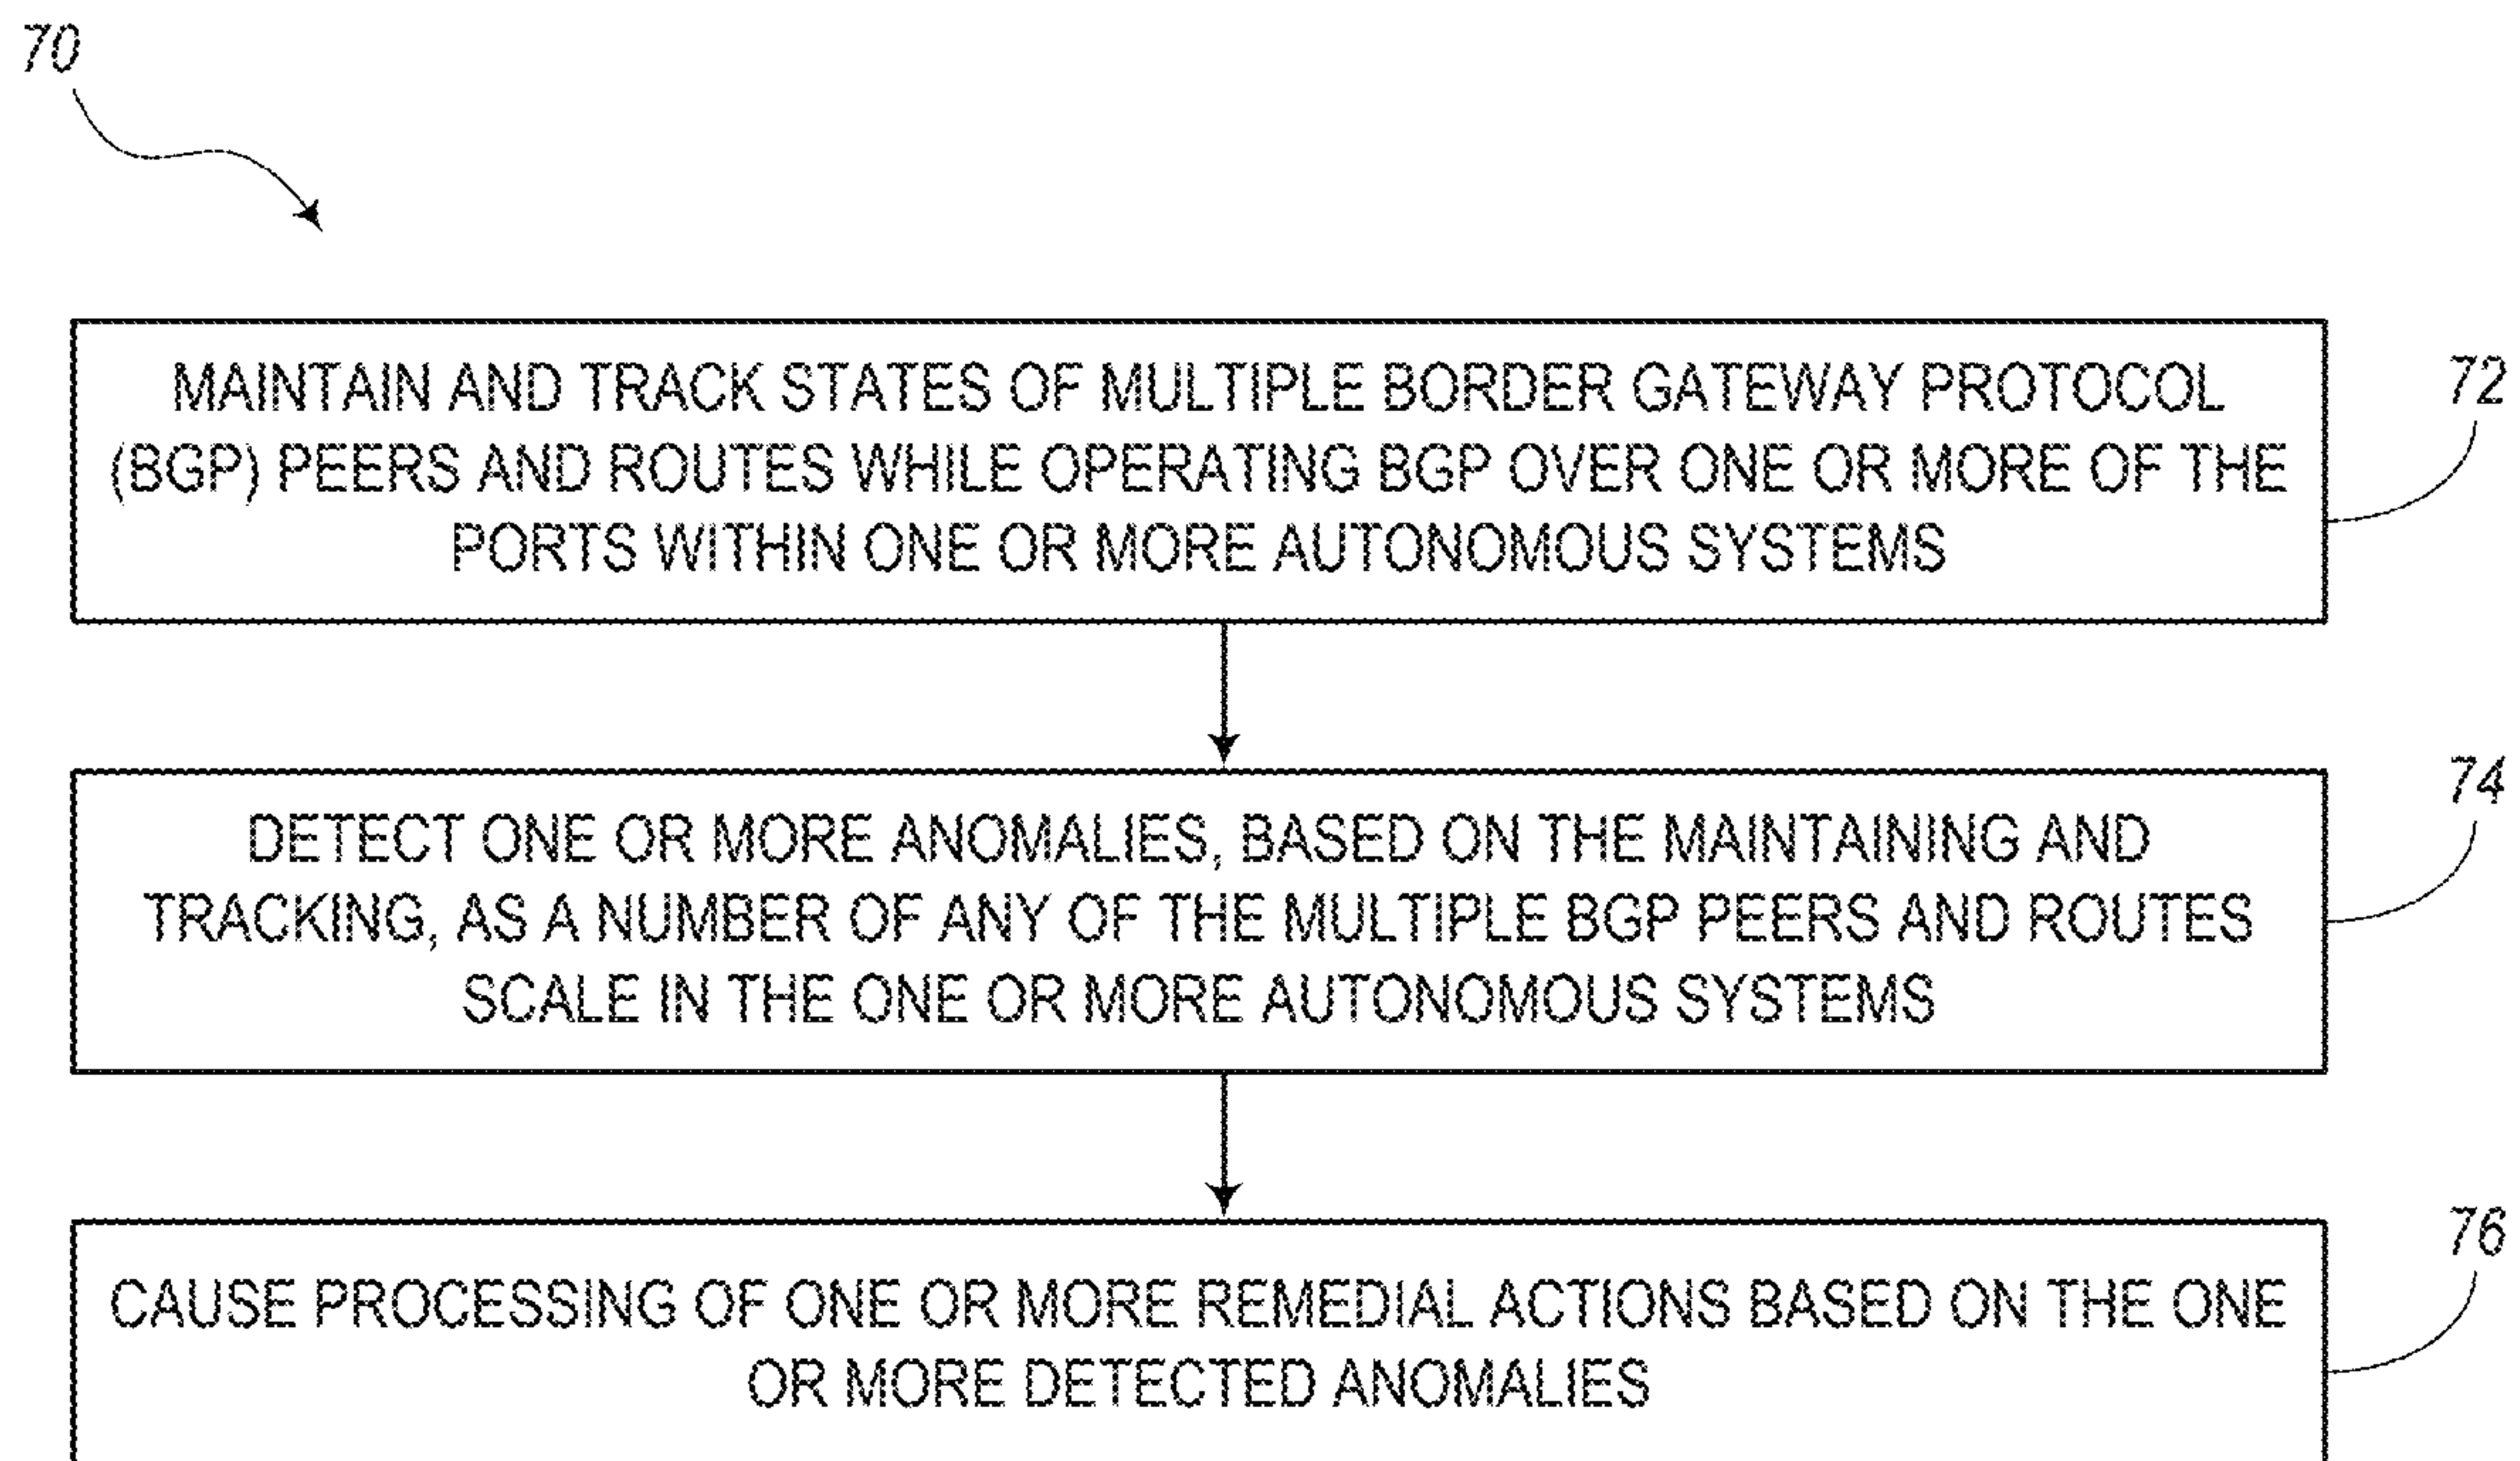 70
MAINTAIN AND TRACK STATES OF MULTIPLE BORDER GATEWAY PROTOCOL
(BGP) PEERS AND ROUTES WHILE OPERATING BGP OVER ONE OR MORE OF THE
PORTS WITHIN ONE OR MORE AUTONOMOUS SYSTEMS
72
DETECT ONE OR MORE ANOMALIES, BASED ON THE MAINTAINING AND
TRACKING, AS A NUMBER OF ANY OF THE MULTIPLE BGP PEERS AND ROUTES
SCALE IN THE ONE OR MORE AUTONOMOUS SYSTEMS
74
CAUSE PROCESSING OF ONE OR MORE REMEDIAL ACTIONS BASED ON THE ONE
OR MORE DETECTED ANOMALIES
76